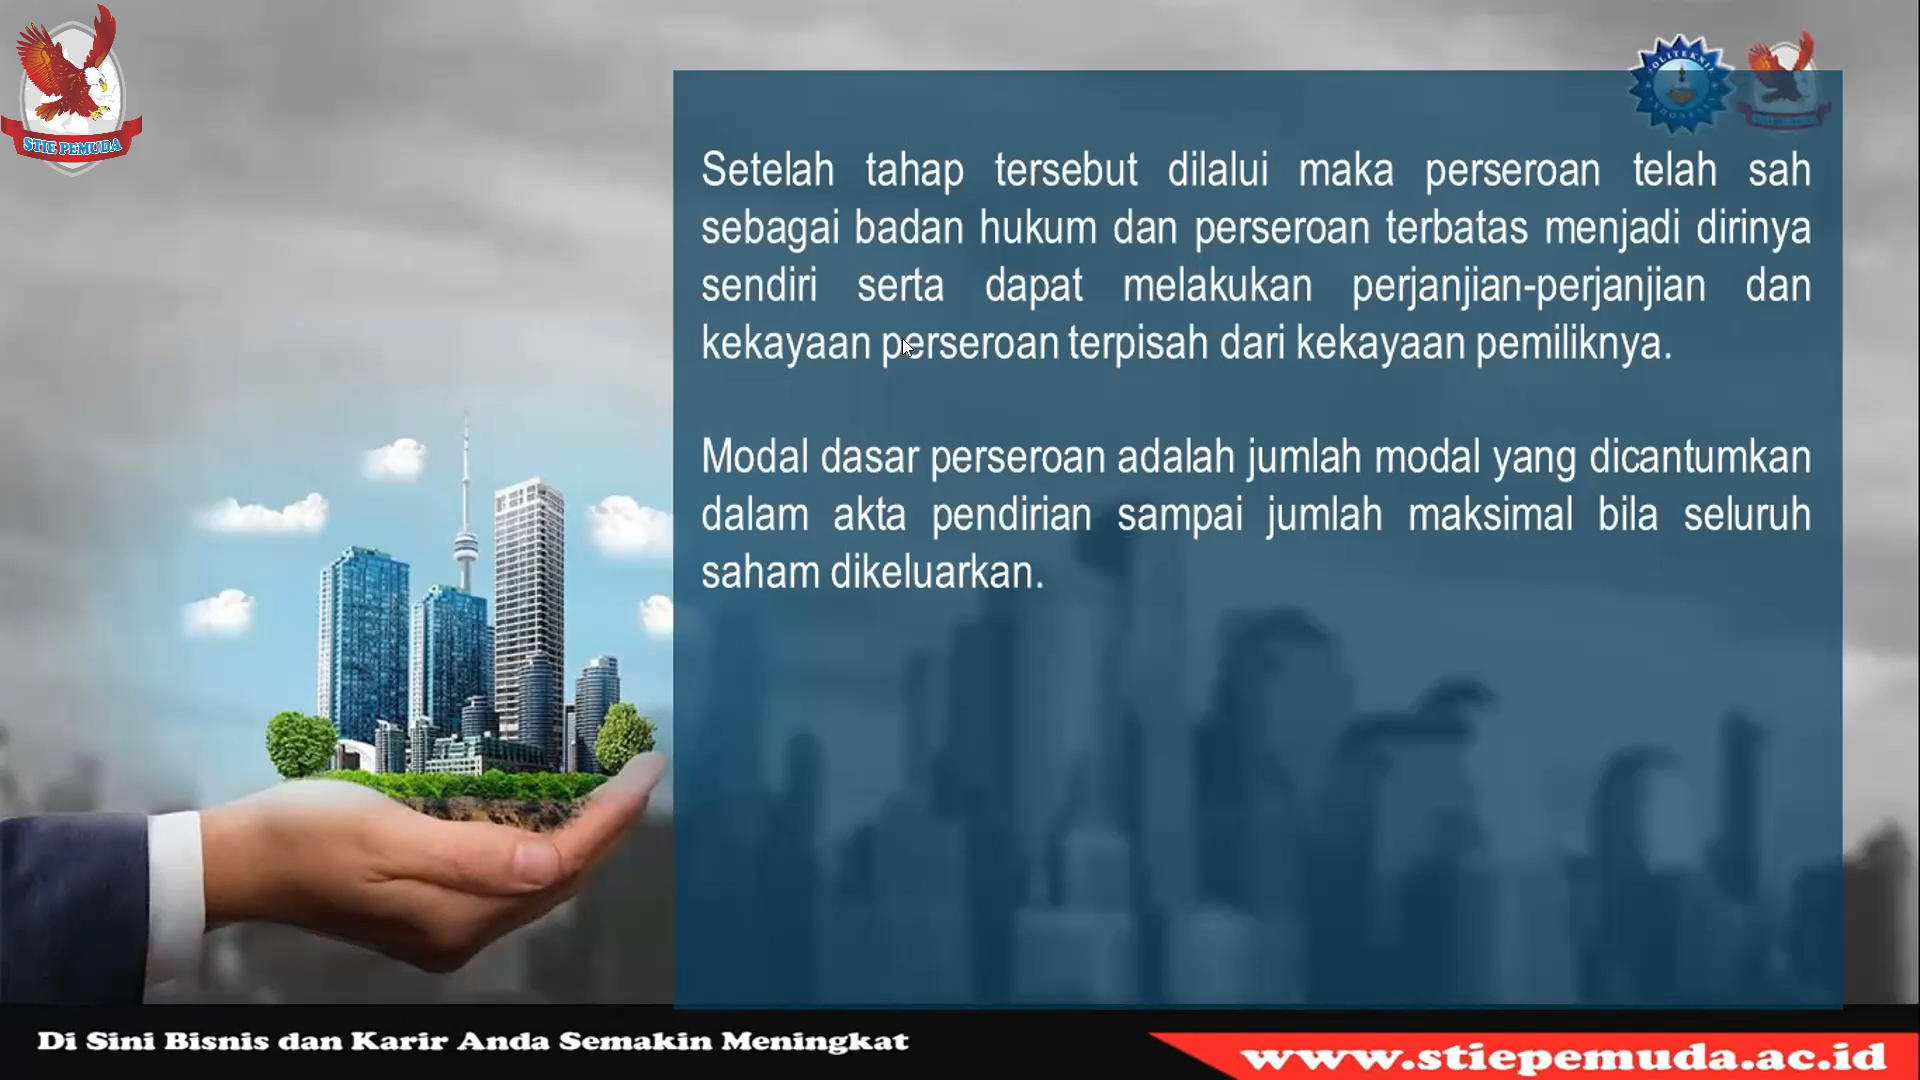 STIE PEMUDA
Setelah tahap tersebut dilalui maka perseroan telah sah
sebagai badan hukum dan perseroan terbatas menjadi dirinya
sendiri serta dapat melakukan perjanjian-perjanjian dan
kekayaan perseroan terpisah dari kekayaan pemiliknya.
Modal dasar perseroan adalah jumlah modal yang dicantumkan
dalam akta pendirian sampai jumlah maksimal bila seluruh
saham dikeluarkan.
Di Sini Bisnis dan Karir Anda Semakin Meningkat
www.stiepemuda.ac.id